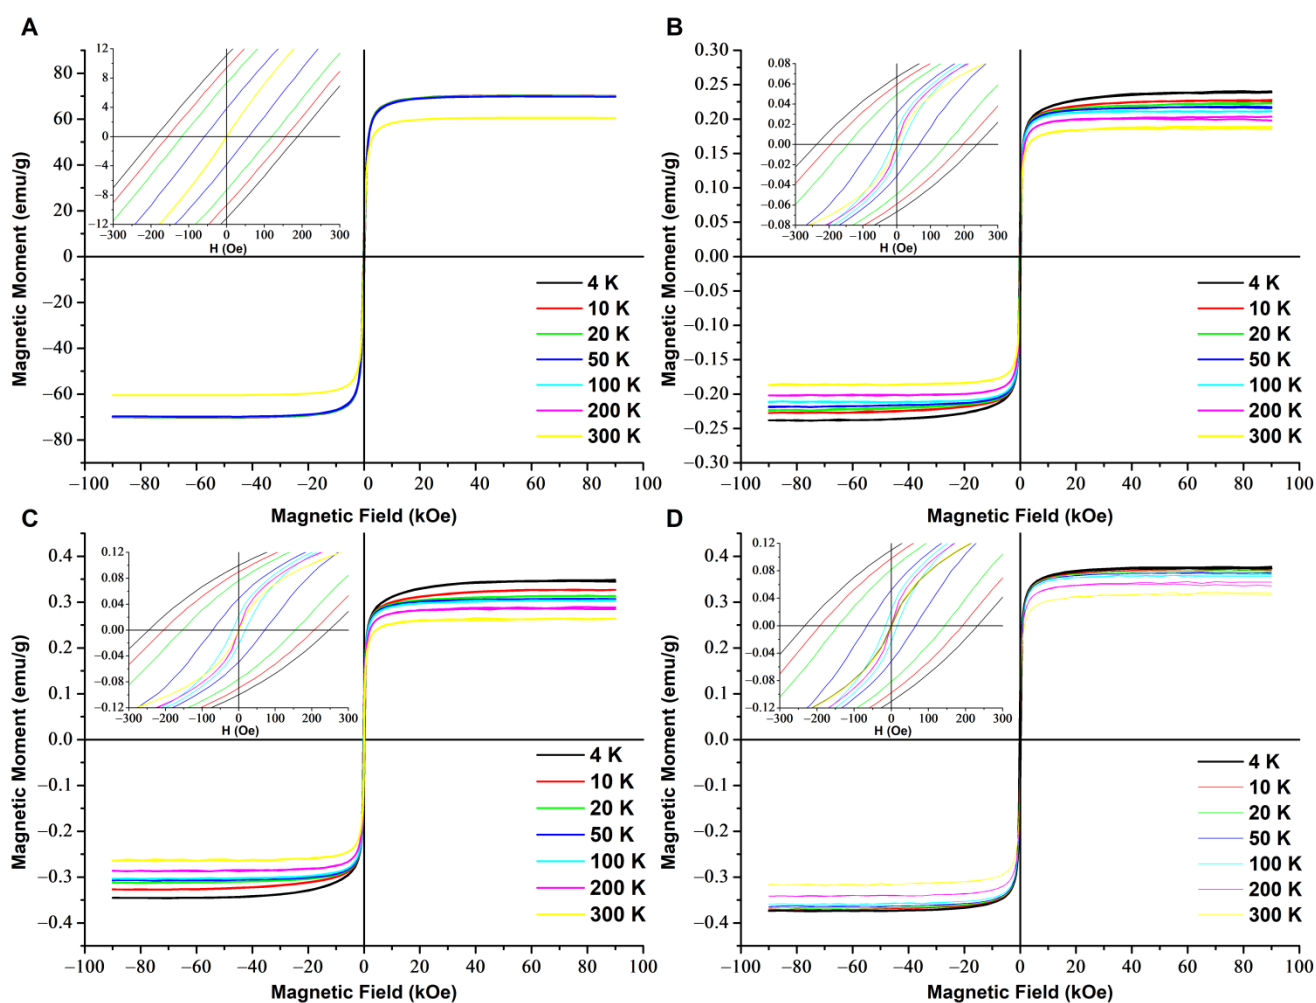 A
Magnetic Moment (emu/g)
80
60
40
20
0
−20
−40
−60
−80
−100 −80 −60 −40 −20 0 20 40 60 80 100
Magnetic Field (kOe)
12
8
4
0
−4
−8
−12
−300 −200 −100 0 100 200 300
H (Oe)
4 K
10 K
20 K
50 K
100 K
200 K
300 K
B
Magnetic Moment (emu/g)
0.30
0.25
0.20
0.15
0.10
0.05
0.00
−0.05
−0.10
−0.15
−0.20
−0.25
−0.30
−100 −80 −60 −40 −20 0 20 40 60 80 100
Magnetic Field (kOe)
0.08
0.06
0.04
0.02
0.00
−0.02
−0.04
−0.06
−0.08
−300 −200 −100 0 100 200 300
H (Oe)
4 K
10 K
20 K
50 K
100 K
200 K
300 K
C
Magnetic Moment (emu/g)
0.4
0.3
0.2
0.1
0.0
−0.1
−0.2
−0.3
−0.4
−100 −80 −60 −40 −20 0 20 40 60 80 100
Magnetic Field (kOe)
0.12
0.08
0.04
0.00
−0.04
−0.08
−0.12
−300 −200 −100 0 100 200 300
H (Oe)
4 K
10 K
20 K
50 K
100 K
200 K
300 K
D
Magnetic Moment (emu/g)
0.4
0.3
0.2
0.1
0.0
−0.1
−0.2
−0.3
−0.4
−100 −80 −60 −40 −20 0 20 40 60 80 100
Magnetic Field (kOe)
0.12
0.08
0.04
0.00
−0.04
−0.08
−0.12
−300 −200 −100 0 100 200 300
H (Oe)
4 K
10 K
20 K
50 K
100 K
200 K
300 K